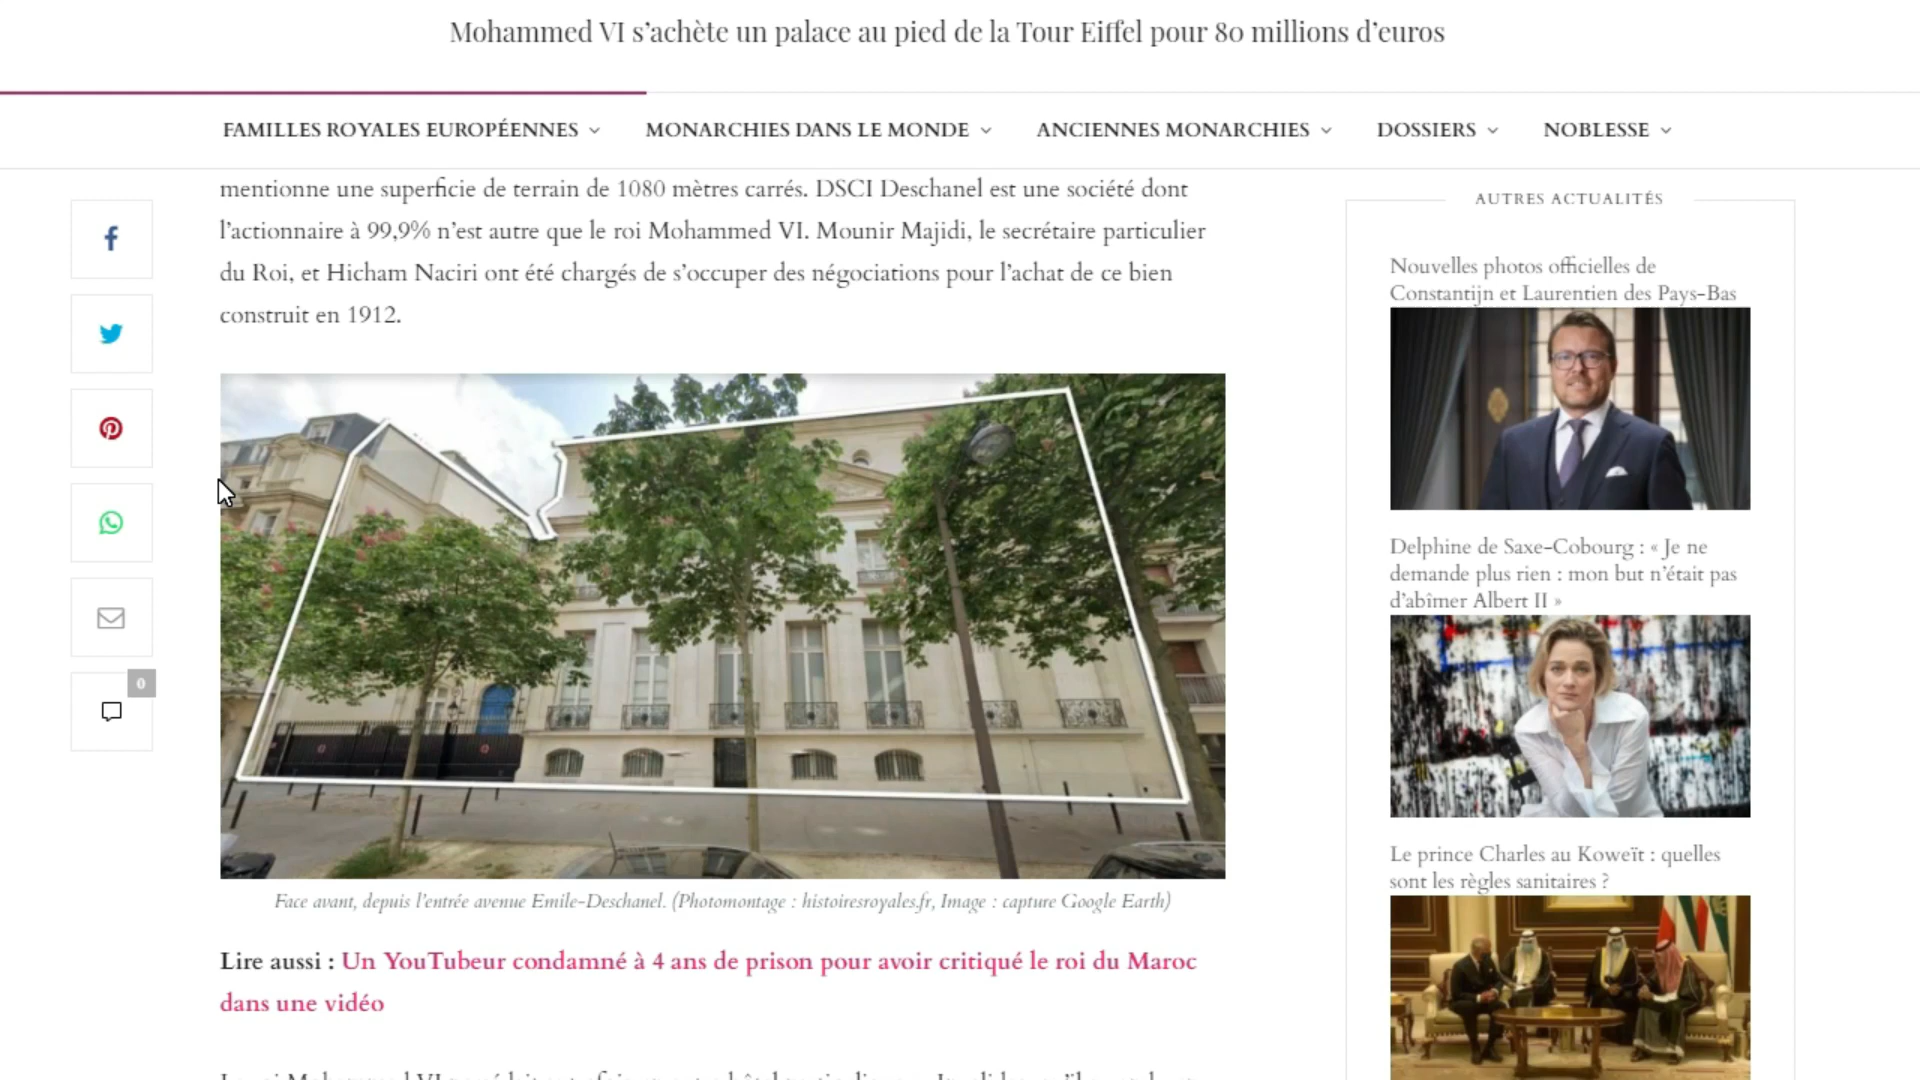 Mohammed VI s’achète un palace au pied de la Tour Eiffel pour 80 millions d’euros
FAMILLES ROYALES EUROPÉENNES
MONARCHIES DANS LE MONDE
ANCIENNES MONARCHIES
DOSSIERS
NOBLESSE
mentionne une superficie de terrain de 1080 mètres carrés. DSCI Deschanel est une société dont
l’actionnaire à 99,9% n’est autre que le roi Mohammed VI. Mounir Majidi, le secrétaire particulier
du Roi, et Hicham Naciri ont été chargés de s’occuper des négociations pour l’achat de ce bien
construit en 1912.
0
Face avant, depuis l’entrée avenue Emile-Deschanel. (Photomontage : histoiresroyales.fr, Image : capture Google Earth)
Lire aussi : Un YouTubeur condamné à 4 ans de prison pour avoir critiqué le roi du Maroc
dans une vidéo
AUTRES ACTUALITÉS
Nouvelles photos officielles de
Constantijn et Laurentien des Pays-Bas
Delphine de Saxe-Cobourg : « Je ne
demande plus rien : mon but n’était pas
d’abîmer Albert II »
Le prince Charles au Koweït : quelles
sont les règles sanitaires ?